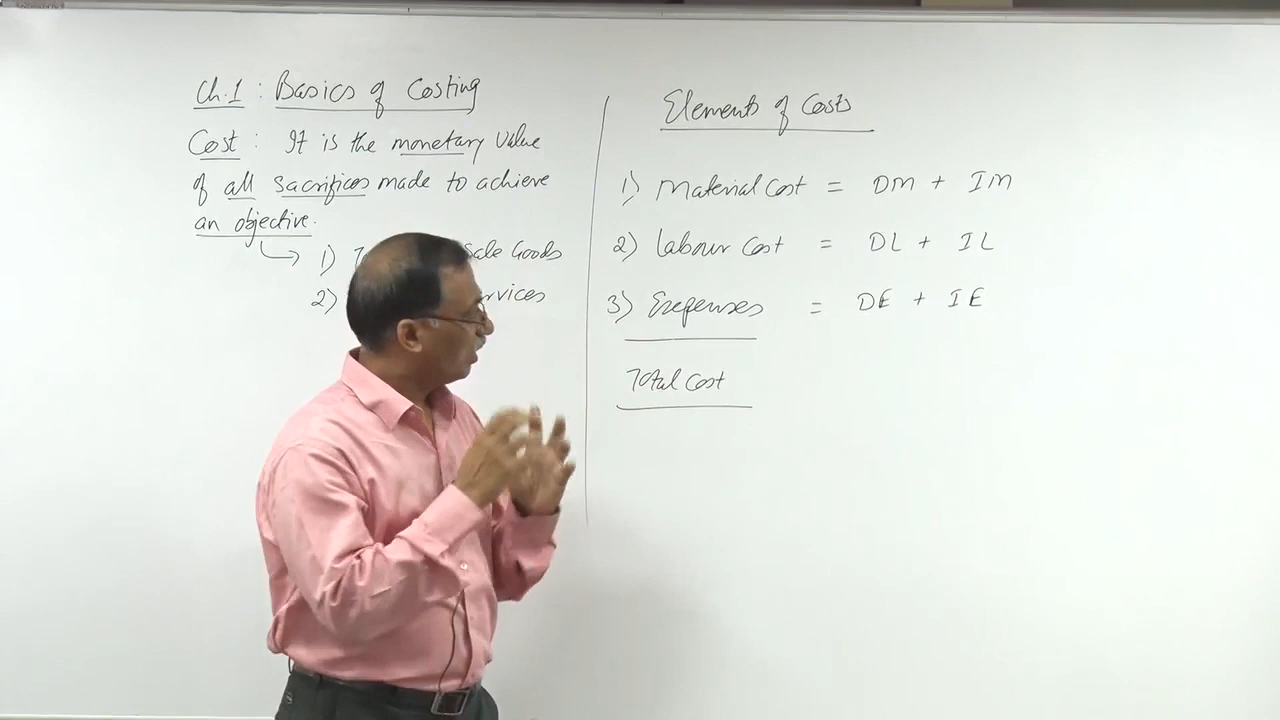 Ch.1 : Basics of Costing
Cost : It is the monetary value
of all sacrifices made to achieve
an objective.
1) Sale Goods
2)
Elements of Costs
1) Material Cost = DM + IM
2) Labour Cost = DL + IL
3) Expenses = DE + IE
Total Cost